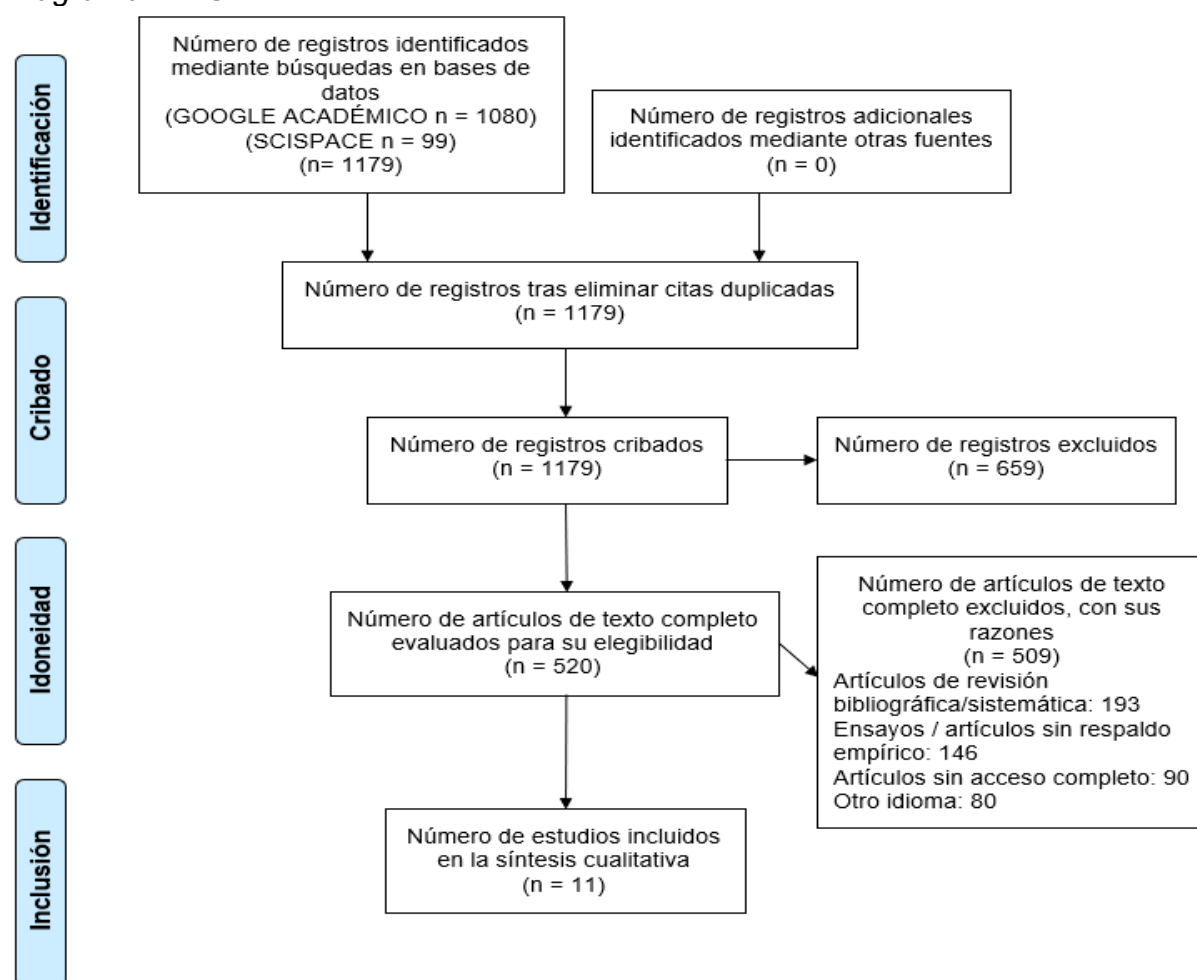 Identificación
Número de registros identificados
mediante búsquedas en bases de
datos
(GOOGLE ACADÉMICO n = 1080)
(SCISPACE n = 99)
(n= 1179)
Número de registros adicionales
identificados mediante otras fuentes
(n = 0)
Número de registros tras eliminar citas duplicadas
(n = 1179)
Cribado
Número de registros cribados
(n = 1179)
Número de registros excluidos
(n = 659)
Idoneidad
Número de artículos de texto completo
evaluados para su elegibilidad
(n = 520)
Número de artículos de texto
completo excluidos, con sus
razones
(n = 509)
Artículos de revisión
bibliográfica/sistemática: 193
Ensayos / artículos sin respaldo
empírico: 146
Artículos sin acceso completo: 90
Otro idioma: 80
Inclusión
Número de estudios incluidos
en la síntesis cualitativa
(n = 11)